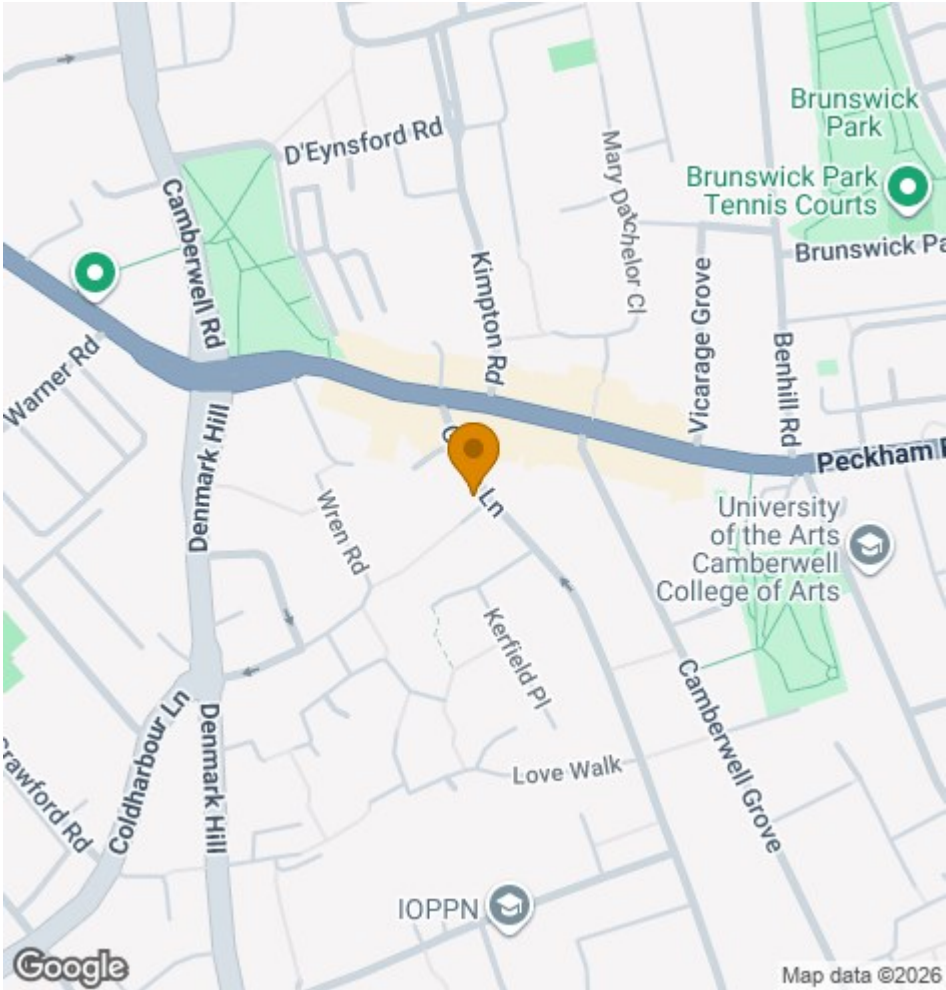 Brunswick
Park
D'Eynsford Rd
Brunswick Park
Tennis Courts
Mary Datchelor Cl
Camberwell Rd
Brunswick Pa
Kimpton Rd
Vicarage Grove
Warner Rd
Benhill Rd
Denmark Hill
Peckham
Ln
University
of the Arts
Camberwell
College of Arts
Wren Rd
Kerfield Pl
Camberwell Grove
Coldharbour Ln
Denmark Hill
Love Walk
rawford Rd
IOPPN
Google
Map data ©2026